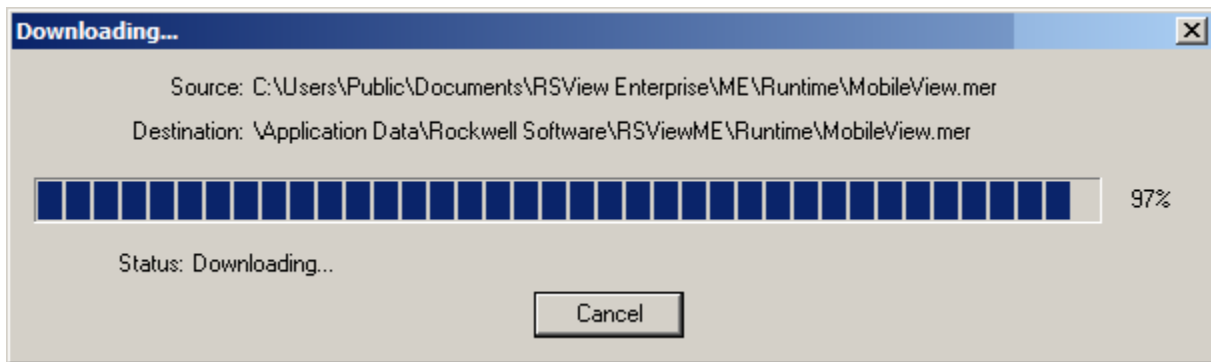 Downloading...
Source: C:\Users\Public\Documents\RSView Enterprise\ME\Runtime\MobileView.mer
Destination: \Application Data\Rockwell Software\RSViewME\Runtime\MobileView.mer
97%
Status: Downloading...
Cancel